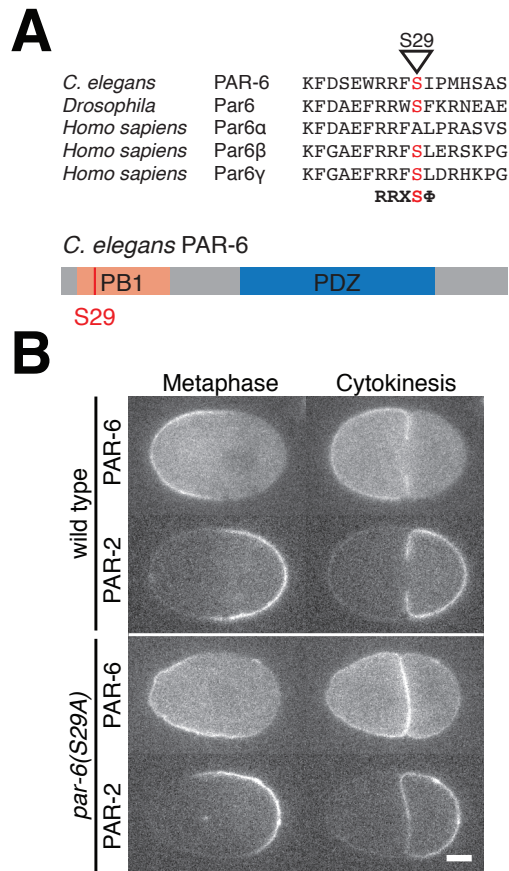 A
S29
C. elegans PAR-6 KFDSEWRRFSIPMHSAS
Drosophila Par6 KFDAEFRRWSFKRNEAE
Homo sapiens Par6α KFDAEFRRFALPRASVS
Homo sapiens Par6β KFGAEFRRFSLERSKPG
Homo sapiens Par6γ KFDAEFRRFSLDRHKPG
RRXSΦ
C. elegans PAR-6
PB1 PDZ
S29
B
Metaphase Cytokinesis
wild type
PAR-6
PAR-2
par-6(S29A)
PAR-6
PAR-2